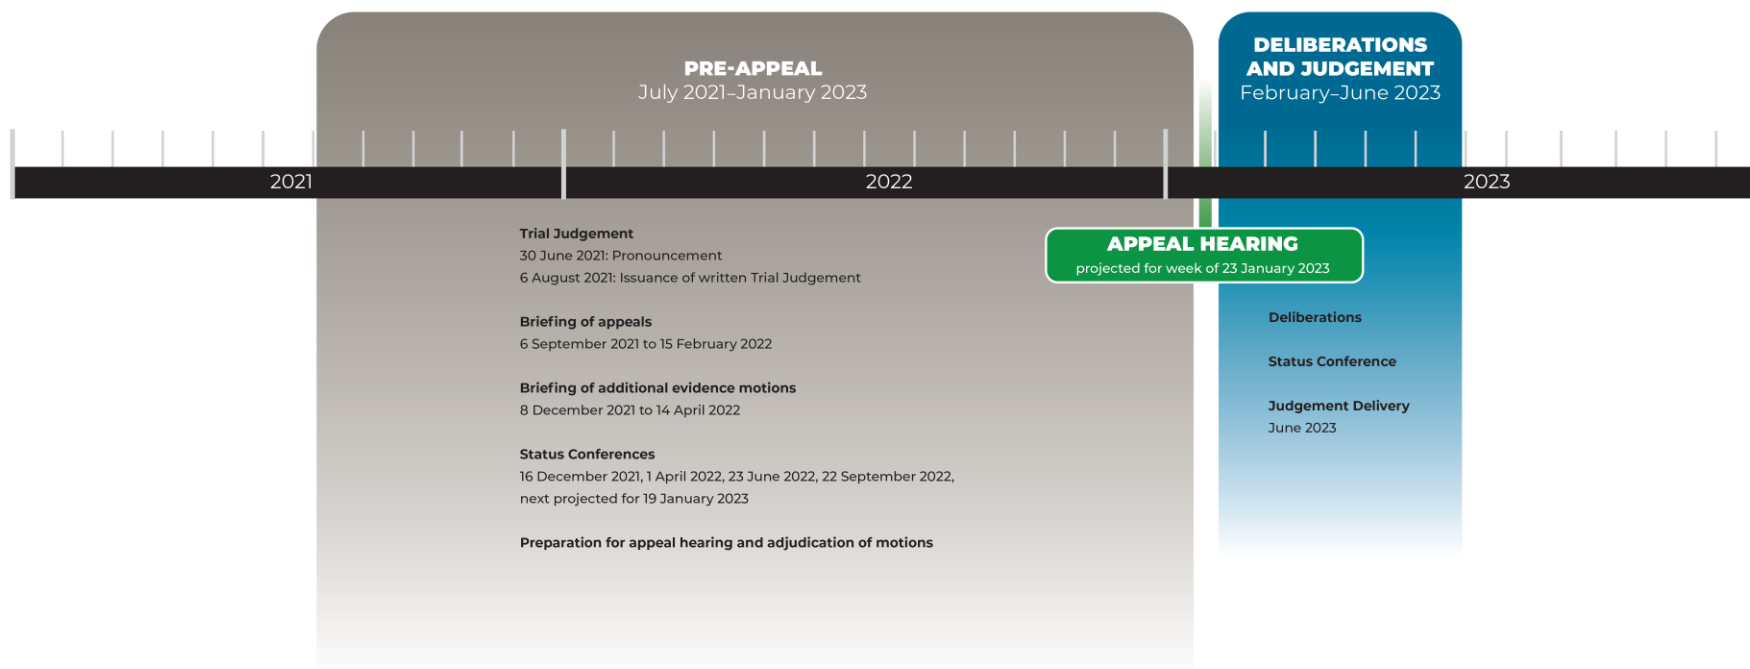 PRE-APPEAL
July 2021–January 2023
DELIBERATIONS
AND JUDGEMENT
February–June 2023
2021
2022
2023
Trial Judgement
30 June 2021: Pronouncement
6 August 2021: Issuance of written Trial Judgement
Briefing of appeals
6 September 2021 to 15 February 2022
Briefing of additional evidence motions
8 December 2021 to 14 April 2022
Status Conferences
16 December 2021, 1 April 2022, 23 June 2022, 22 September 2022,
next projected for 19 January 2023
Preparation for appeal hearing and adjudication of motions
APPEAL HEARING
projected for week of 23 January 2023
Deliberations
Status Conference
Judgement Delivery
June 2023